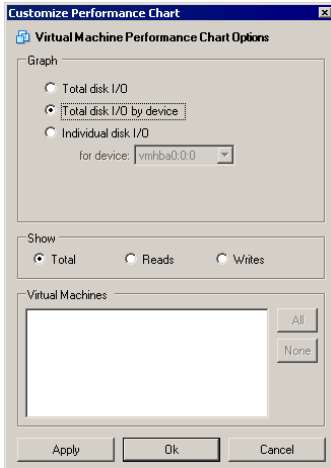 Customize Performance Chart
Virtual Machine Performance Chart Options
Graph
Total disk I/O
Total disk I/O by device
Individual disk I/O
for device: vmhba0:0:0
Show
Total Reads Writes
Virtual Machines
All
None
Apply Ok Cancel